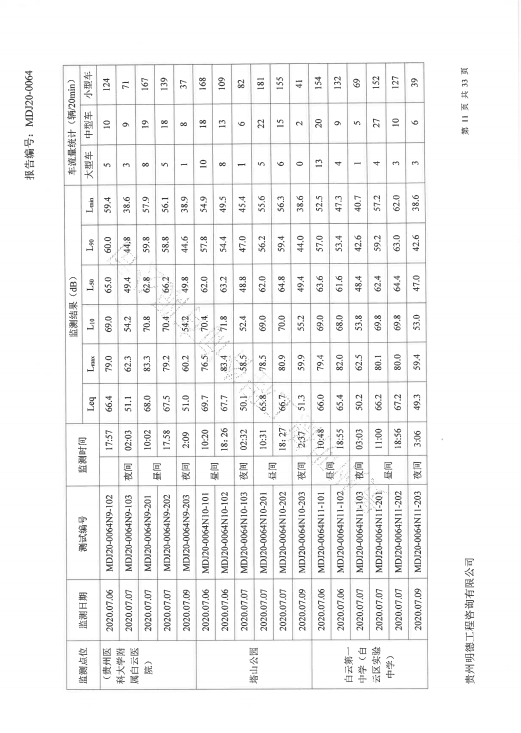 报告编号：MDJ20-0064
监测点位 监测日期 测试编号 监测时间 监测结果（dB） 车流量统计（辆/20min）
Leq Lmax L10 L50 L90 Lmin 大型车 中型车 小型车
（贵州医科大学附属白云医院）
2020.07.06 MDJ20-0064N9-102 17:57 66.4 79.0 69.0 65.0 60.0 59.4 5 10 124
2020.07.07 MDJ20-0064N9-103 夜间 02:03 51.1 62.3 54.2 49.4 44.8 38.6 3 9 71
2020.07.07 MDJ20-0064N9-201 昼间 10:02 68.0 83.3 70.8 62.8 59.8 57.9 8 19 167
2020.07.07 MDJ20-0064N9-202 17:58 67.5 79.2 70.4 66.2 58.8 56.1 5 18 139
2020.07.09 MDJ20-0064N9-203 夜间 2:09 51.0 60.2 54.2 49.8 44.6 38.9 1 8 37
塔山公园
2020.07.06 MDJ20-0064N10-101 昼间 10:20 69.7 76.5 70.4 62.0 57.8 54.9 10 18 168
2020.07.06 MDJ20-0064N10-102 18:26 67.7 83.4 71.8 63.2 54.4 49.5 8 13 109
2020.07.07 MDJ20-0064N10-103 夜间 02:32 50.1 58.5 52.4 48.8 47.0 45.4 1 6 82
2020.07.07 MDJ20-0064N10-201 昼间 10:31 65.8 78.5 69.0 62.0 56.2 55.6 5 22 181
2020.07.07 MDJ20-0064N10-202 18:27 66.7 80.9 70.0 64.8 59.4 56.3 6 15 155
2020.07.09 MDJ20-0064N10-203 夜间 2:37 51.3 59.9 55.2 49.4 44.0 38.6 0 2 41
白云第一中学（白云区实验中学）
2020.07.06 MDJ20-0064N11-101 昼间 10:48 66.0 79.4 69.0 63.6 57.0 52.5 13 20 154
2020.07.06 MDJ20-0064N11-102 18:55 65.4 82.0 68.0 61.6 53.4 47.3 4 9 132
2020.07.07 MDJ20-0064N11-103 夜间 03:03 50.2 62.5 53.8 48.4 42.6 40.7 1 5 69
2020.07.07 MDJ20-0064N11-201 昼间 11:00 66.2 80.1 69.8 62.4 59.2 57.2 4 27 152
2020.07.07 MDJ20-0064N11-202 18:56 67.2 80.0 69.8 64.4 63.0 62.0 3 10 127
2020.07.09 MDJ20-0064N11-203 夜间 3:06 49.3 59.4 53.0 47.0 42.6 38.6 3 6 39
贵州明德工程咨询有限公司
第 11 页 共 33 页